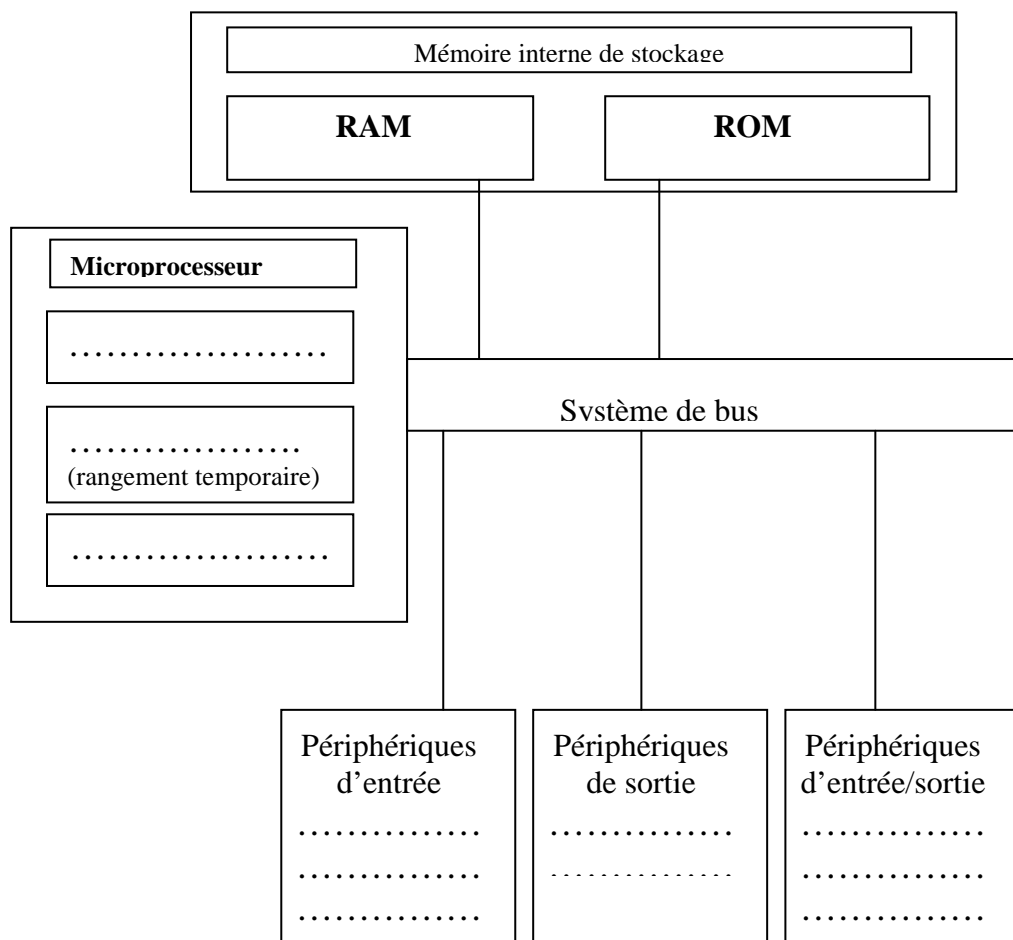 Mémoire interne de stockage
RAM
ROM
Microprocesseur
…………………
……………….
(rangement temporaire)
…………………
Système de bus
Périphériques
d’entrée
……………
……………
……………
Périphériques
de sortie
……………
……………
Périphériques
d’entrée/sortie
……………
……………
……………